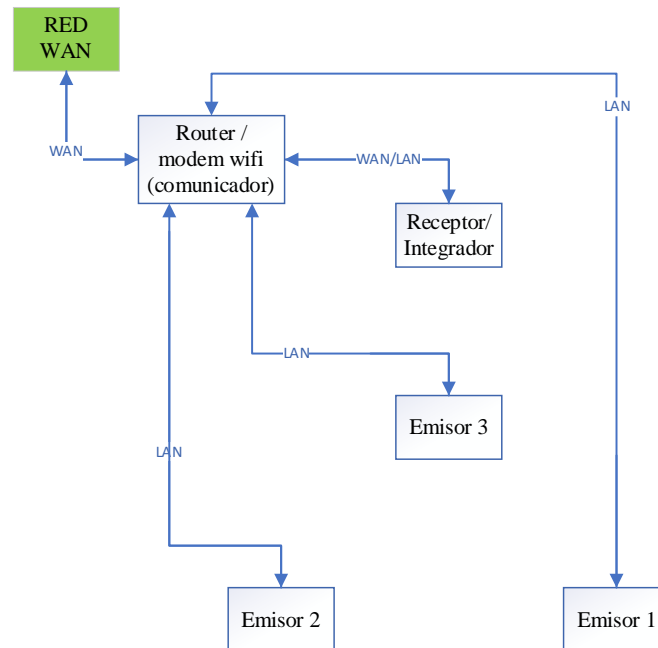 RED
WAN
LAN
Router /
modem wifi
(comunicador)
WAN
WAN/LAN
Receptor/
Integrador
LAN
Emisor 3
LAN
Emisor 2
Emisor 1